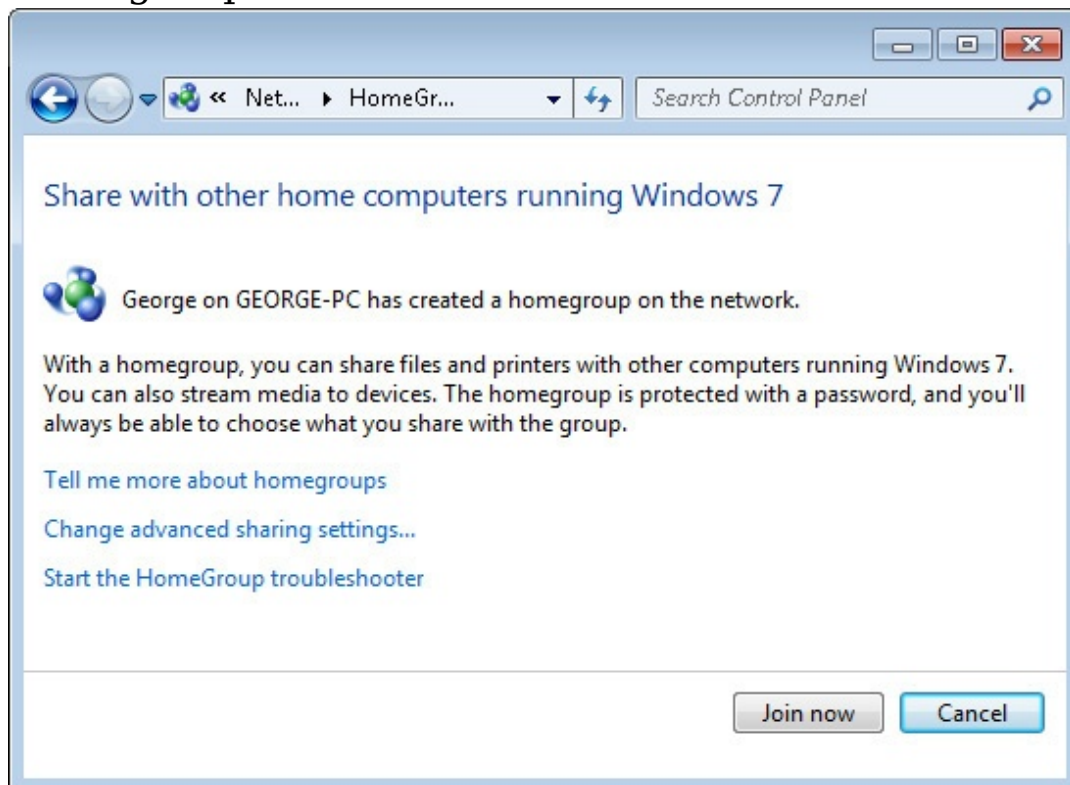 « Net... ▸ HomeGr...
Search Control Panel
Share with other home computers running Windows 7
George on GEORGE-PC has created a homegroup on the network.
With a homegroup, you can share files and printers with other computers running Windows 7.
You can also stream media to devices. The homegroup is protected with a password, and you'll
always be able to choose what you share with the group.
Tell me more about homegroups
Change advanced sharing settings...
Start the HomeGroup troubleshooter
Join now
Cancel